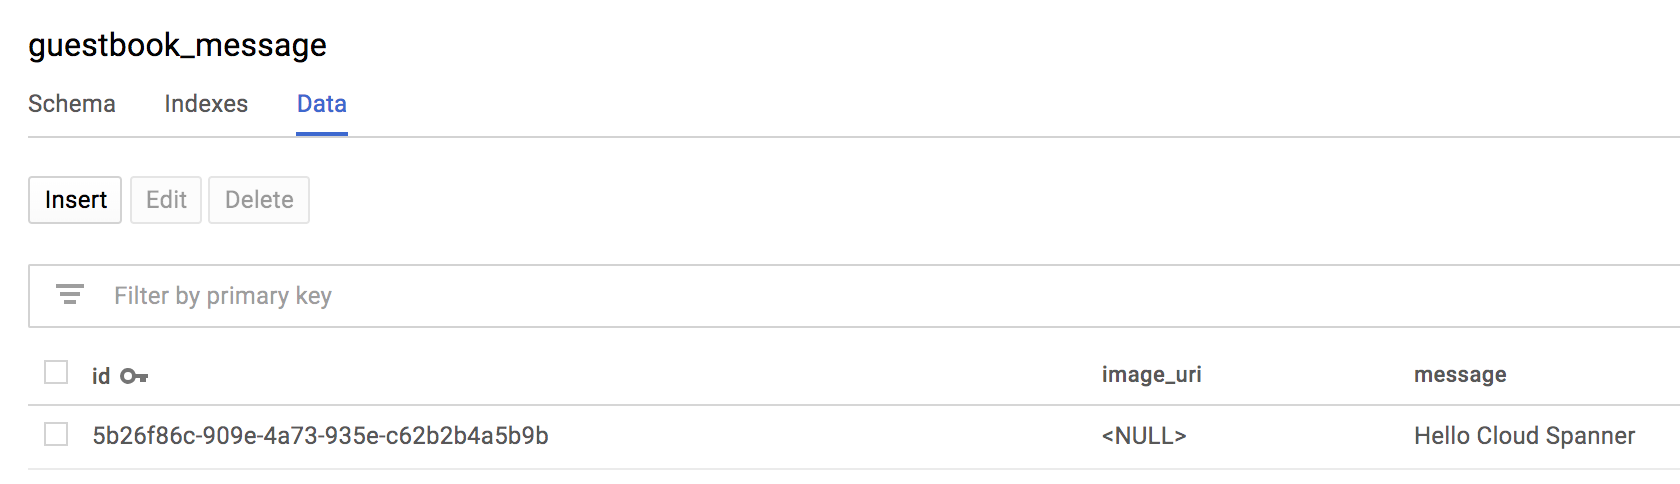 guestbook_message
Schema Indexes Data
Insert Edit Delete
Filter by primary key
id image_uri message
5b26f86c-909e-4a73-935e-c62b2b4a5b9b <NULL> Hello Cloud Spanner